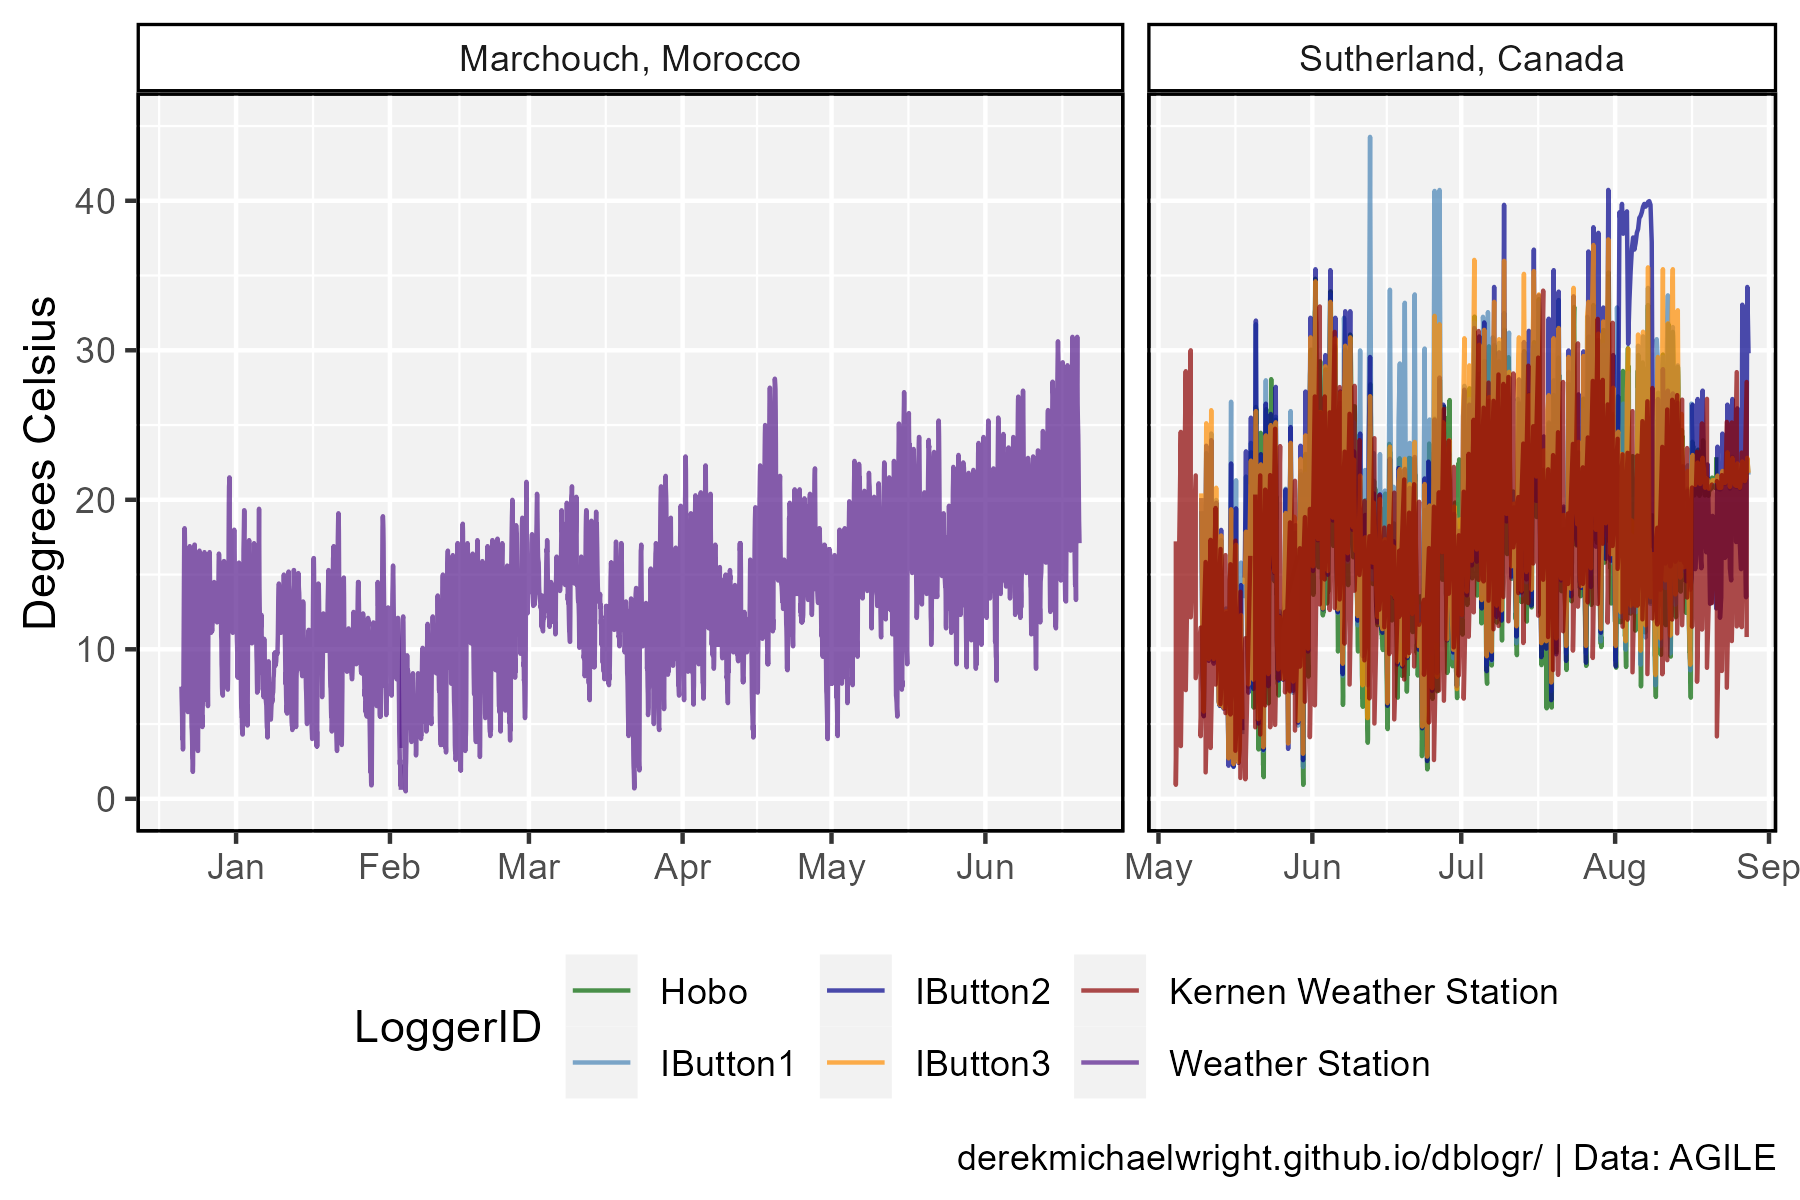 Marchouch, Morocco
Sutherland, Canada
Degrees Celsius
40
30
20
10
0
Jan Feb Mar Apr May Jun
May Jun Jul Aug Sep
LoggerID
Hobo IButton2 Kernen Weather Station
IButton1 IButton3 Weather Station
derekmichaelwright.github.io/dblogr/ | Data: AGILE